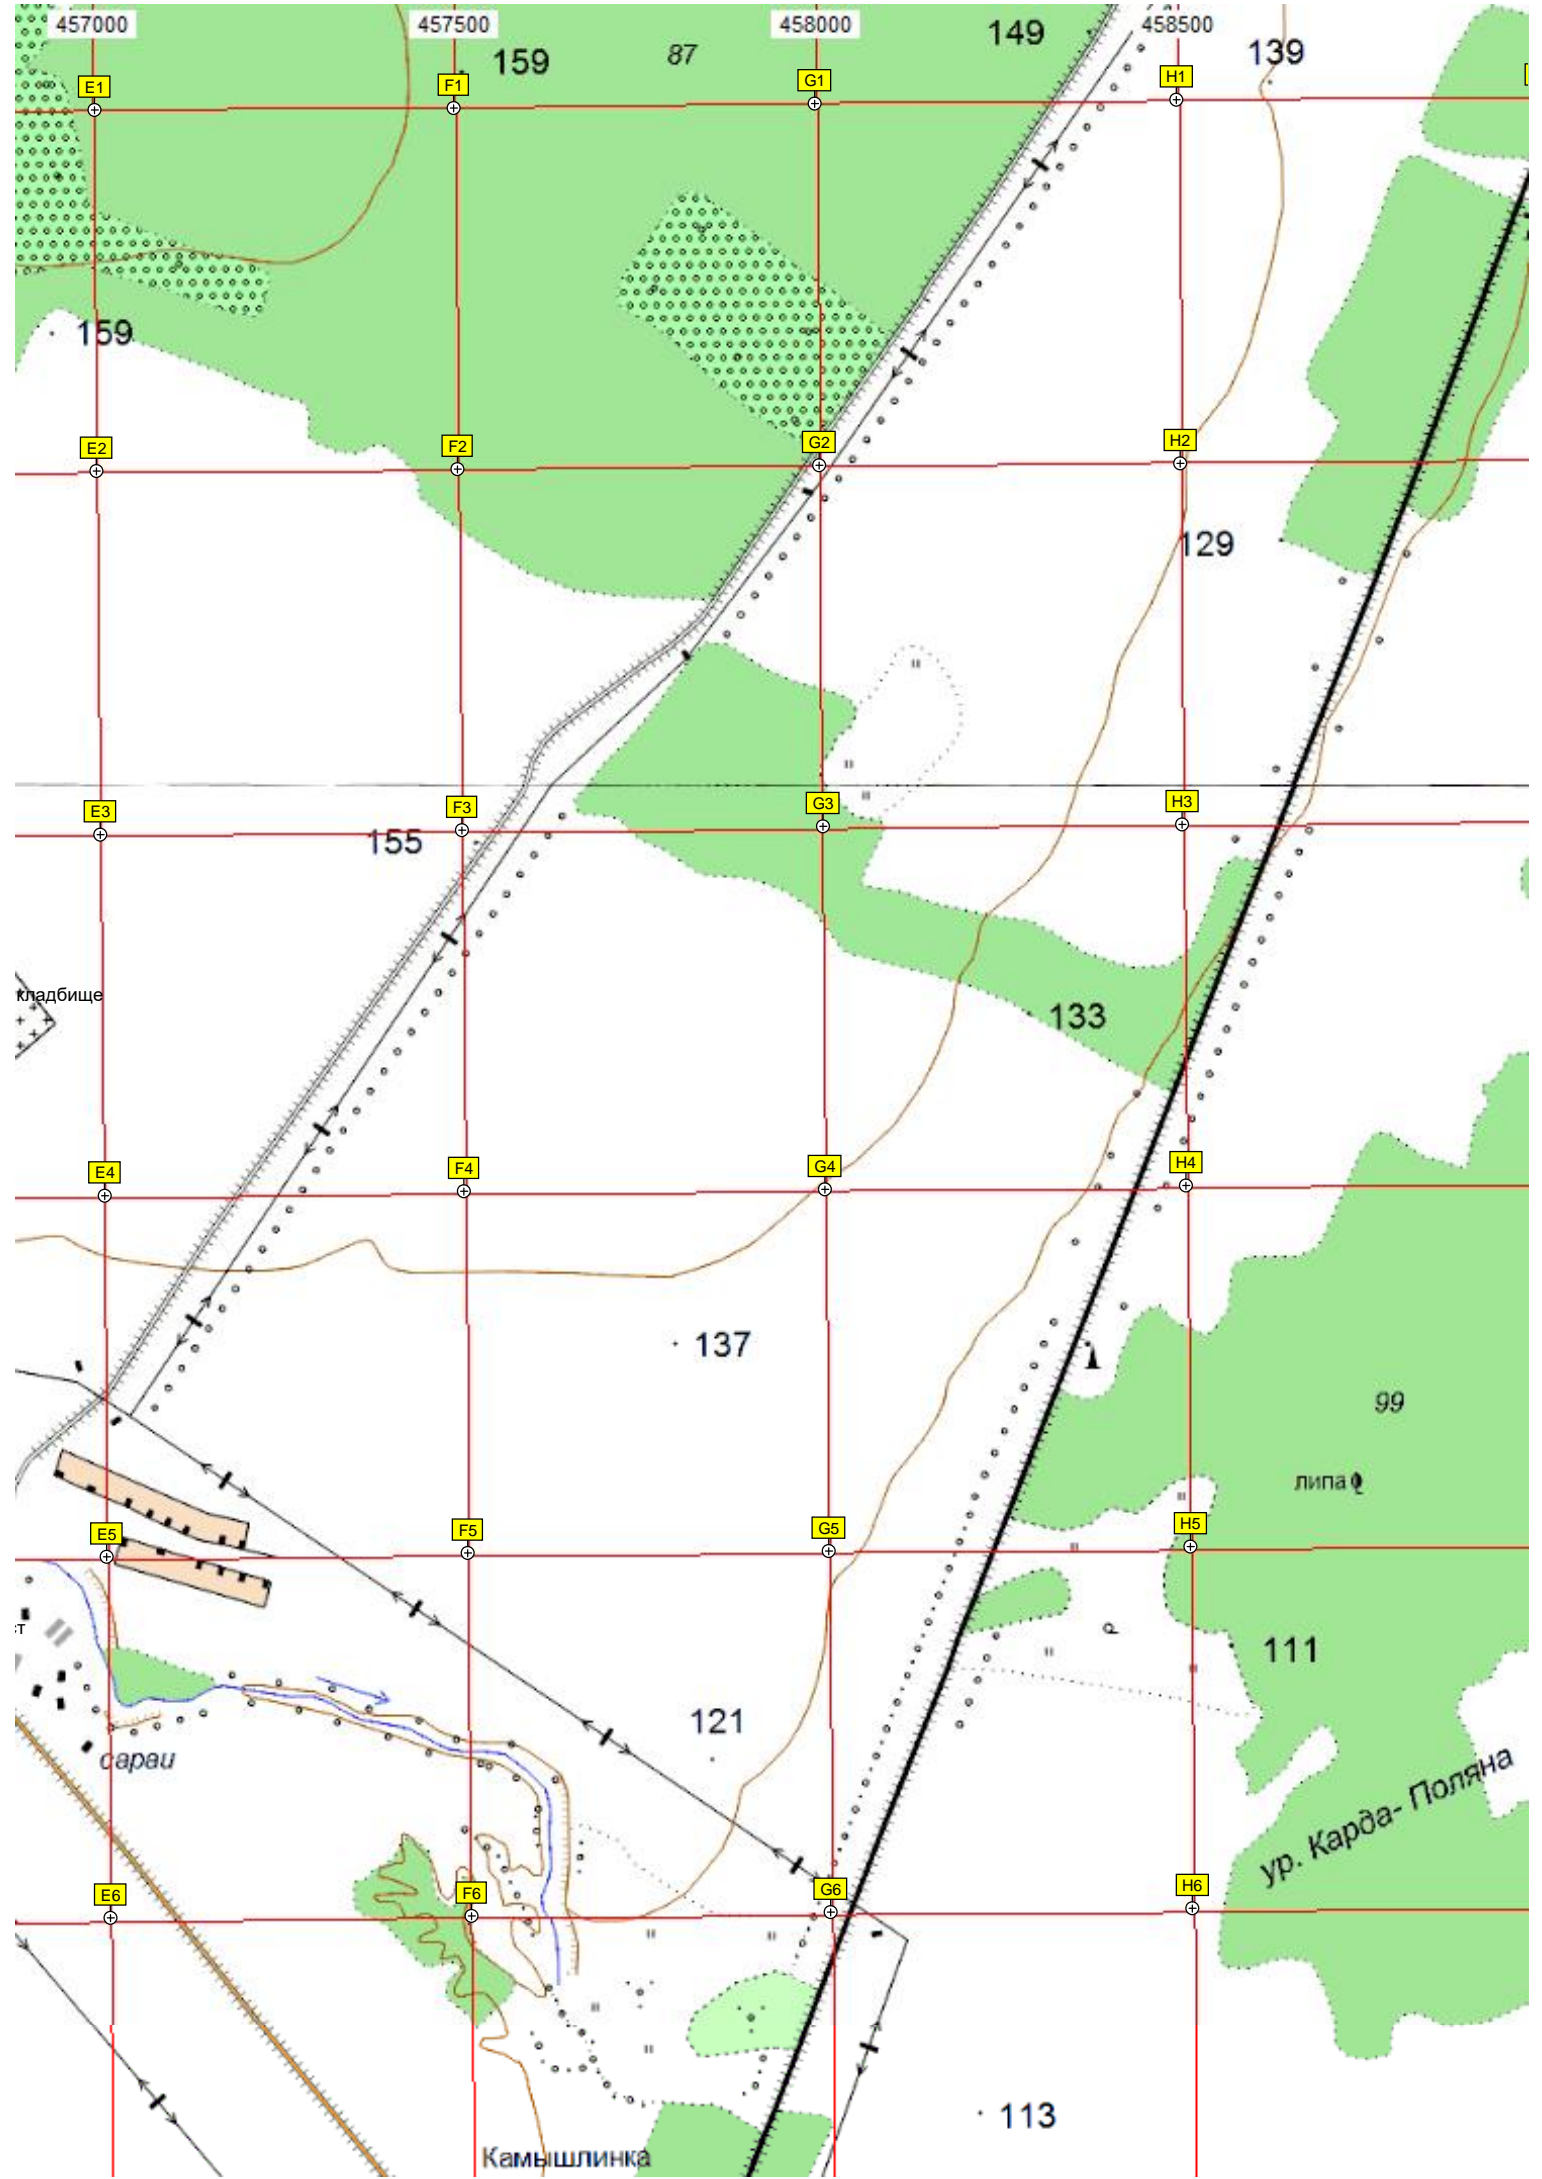 457000 457500 458000 458500
159 87 149 139
E1 F1 G1 H1
159
E2 F2 G2 H2
129
E3 F3 G3 H3
155
кладбище
133
E4 F4 G4 H4
137
99
липа
E5 F5 G5 H5
ст
111
121
сараи
ур. Карда- Поляна
E6 F6 G6 H6
113
Камышлинка